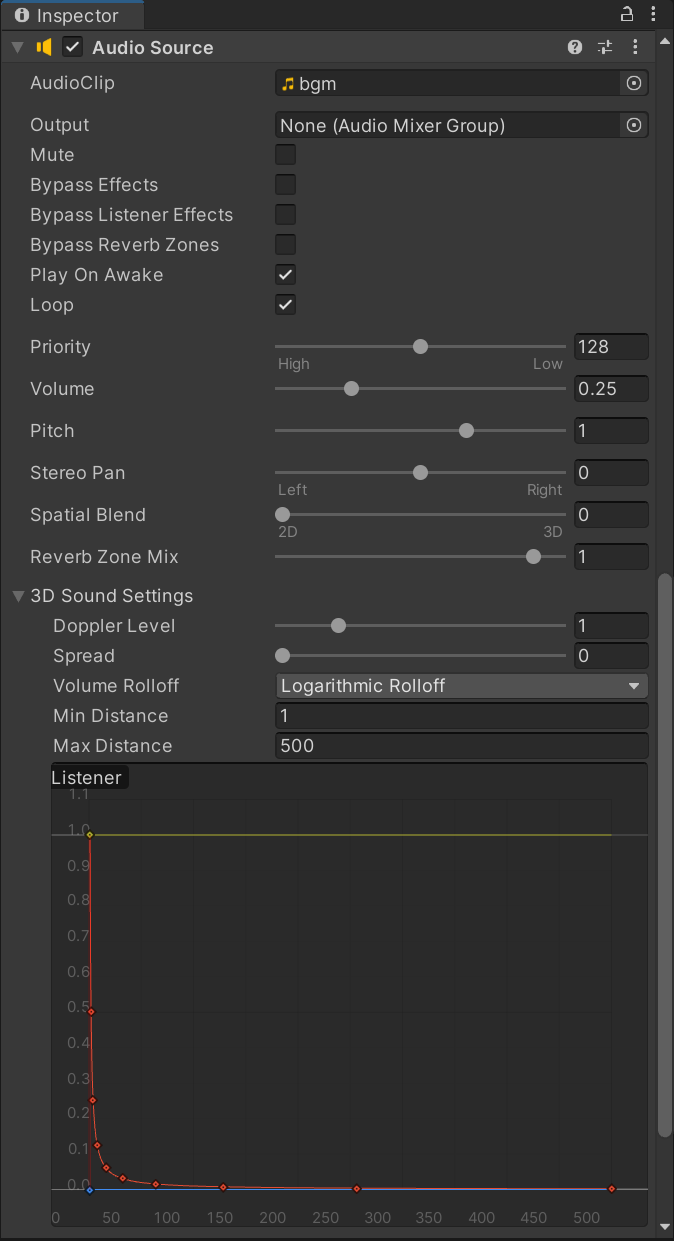 Inspector
Audio Source
AudioClip bgm
Output None (Audio Mixer Group)
Mute
Bypass Effects
Bypass Listener Effects
Bypass Reverb Zones
Play On Awake
Loop
Priority 128
High Low
Volume 0.25
Pitch 1
Stereo Pan 0
Left Right
Spatial Blend 0
2D 3D
Reverb Zone Mix 1
3D Sound Settings
Doppler Level 1
Spread 0
Volume Rolloff Logarithmic Rolloff
Min Distance 1
Max Distance 500
Listener
1.1
1.0
0.9
0.8
0.7
0.6
0.5
0.4
0.3
0.2
0.1
0.0
0 50 100 150 200 250 300 350 400 450 500